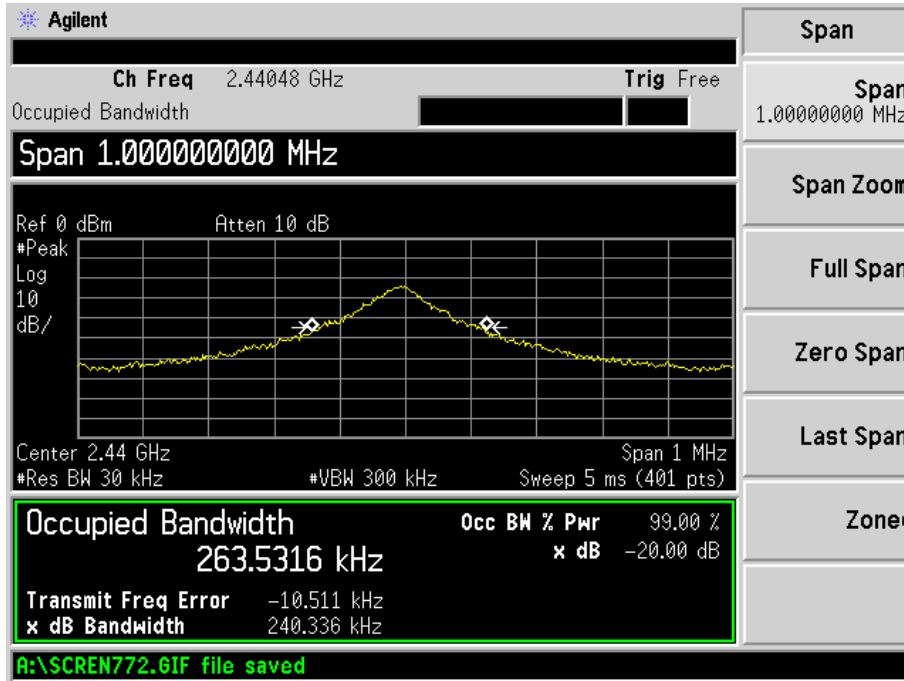 Agilent
Ch Freq 2.44048 GHz Trig Free
Occupied Bandwidth
Span 1.000000000 MHz
Ref 0 dBm Atten 10 dB
#Peak
Log
10
dB/
Center 2.44 GHz Span 1 MHz
#Res BW 30 kHz #VBW 300 kHz Sweep 5 ms (401 pts)
Occupied Bandwidth
263.5316 kHz
Occ BW % Pwr 99.00 %
x dB -20.00 dB
Transmit Freq Error -10.511 kHz
x dB Bandwidth 240.336 kHz
A:\SCREN772.GIF file saved
Span
Span
1.00000000 MHz
Span Zoom
Full Span
Zero Span
Last Span
Zone